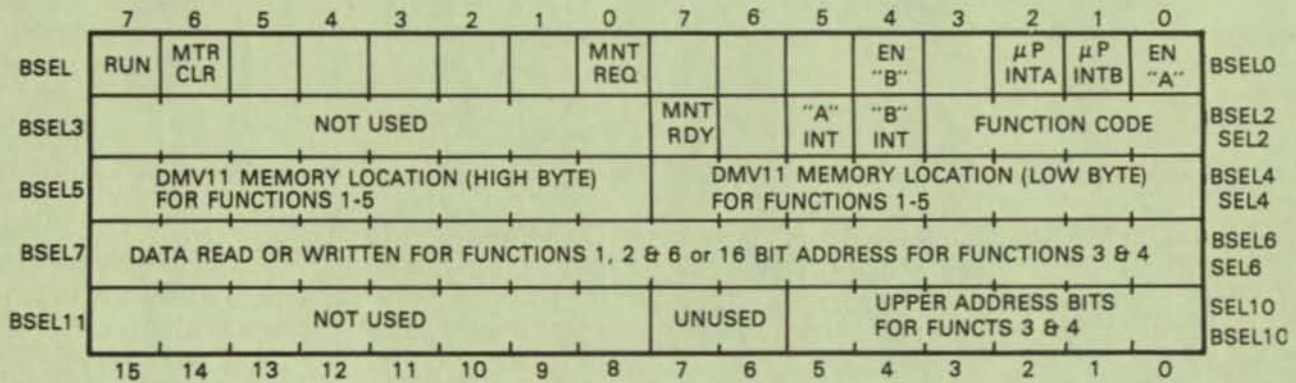 7 6 5 4 3 2 1 0 7 6 5 4 3 2 1 0
BSEL RUN MTR CLR MNT REQ EN "B" μP INTA μP INTB EN "A" BSEL0
BSEL3 NOT USED MNT RDY "A" INT "B" INT FUNCTION CODE BSEL2 SEL2
BSEL5 DMV11 MEMORY LOCATION (HIGH BYTE) FOR FUNCTIONS 1-5 DMV11 MEMORY LOCATION (LOW BYTE) FOR FUNCTIONS 1-5 BSEL4 SEL4
BSEL7 DATA READ OR WRITTEN FOR FUNCTIONS 1, 2 & 6 or 16 BIT ADDRESS FOR FUNCTIONS 3 & 4 BSEL6 SEL6
BSEL11 NOT USED UNUSED UPPER ADDRESS BITS FOR FUNCTS 3 & 4 SEL10 BSEL10
15 14 13 12 11 10 9 8 7 6 5 4 3 2 1 0